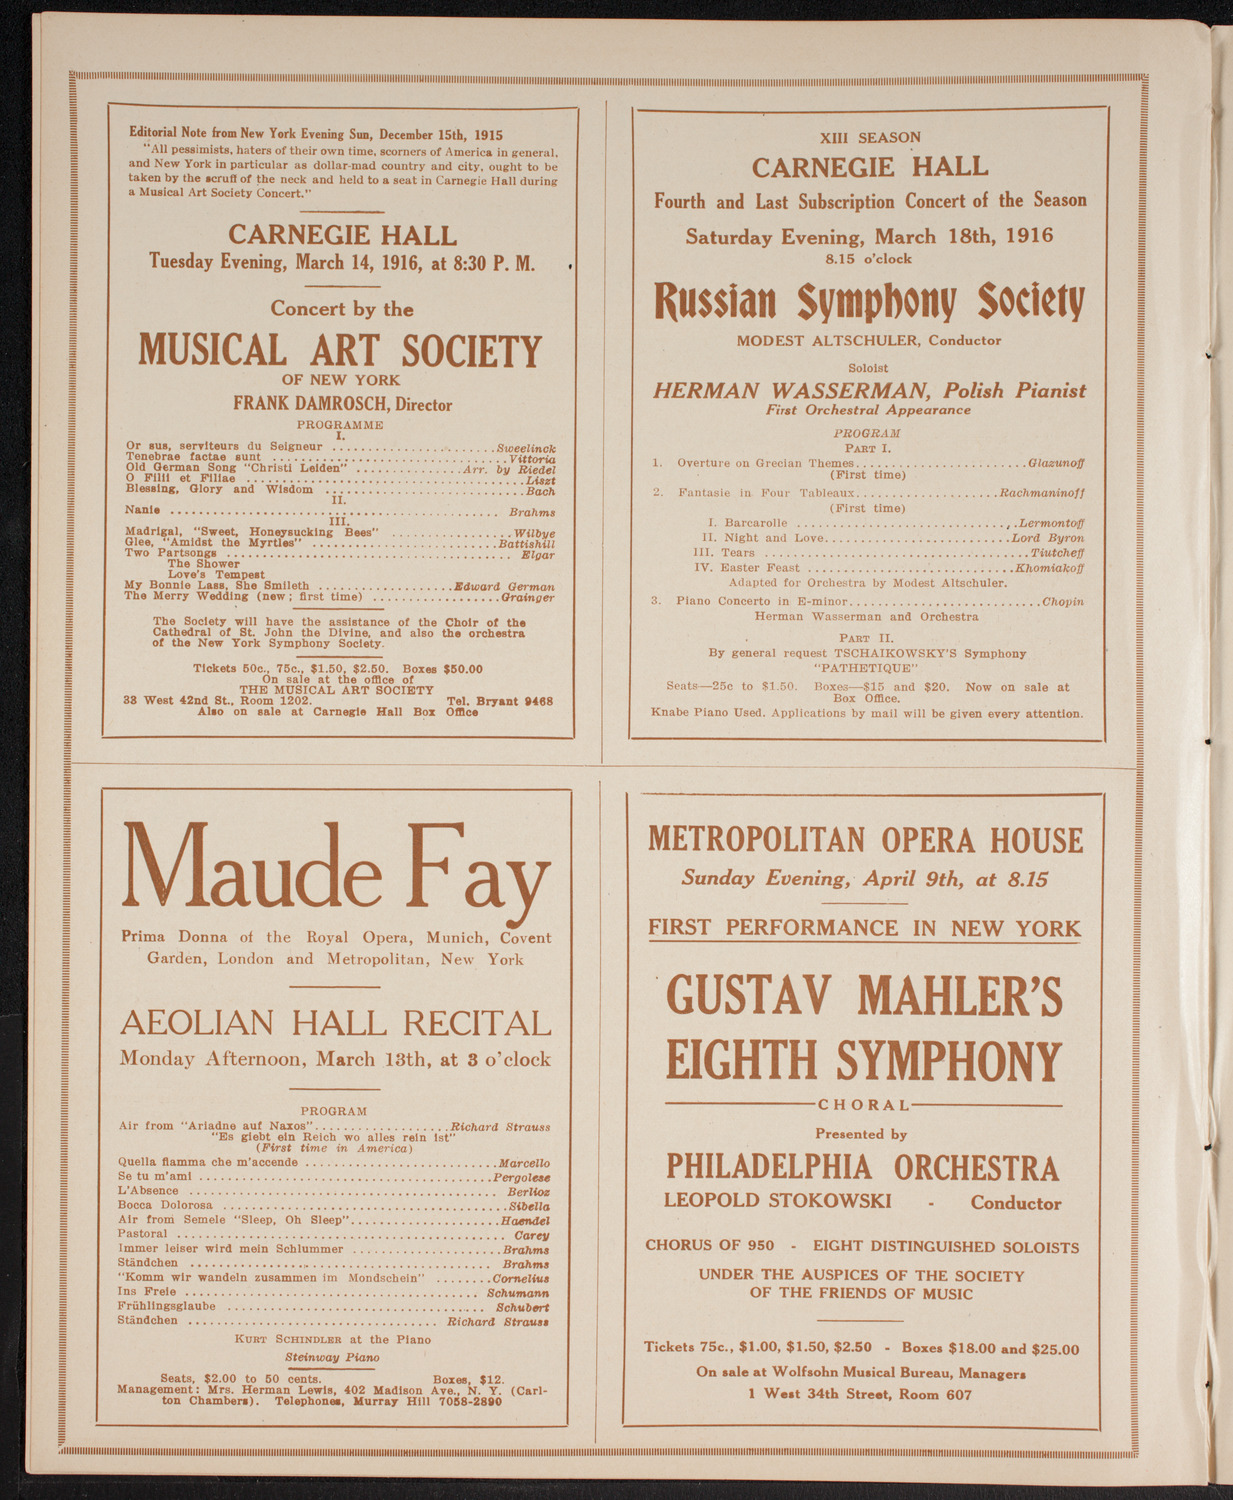 Editorial Note from New York Evening Sun, December 15th, 1915
"All pessimists, haters of their own time, scorners of America in general,
and New York in particular as dollar-mad country and city, ought to be
taken by the scruff of the neck and held to a seat in Carnegie Hall during
a Musical Art Society Concert."
CARNEGIE HALL
Tuesday Evening, March 14, 1916, at 8:30 P. M.
Concert by the
MUSICAL ART SOCIETY
OF NEW YORK
FRANK DAMROSCH, Director
PROGRAMME
I.
Or sus, serviteurs du Seigneur ........................Sweelinck
Tenebrae factae sunt ..................................Vittoria
Old German Song "Christi Leiden" ..............Arr. by Riedel
O Filii et Filiae ........................................Liszt
Blessing, Glory and Wisdom ..............................Bach
II.
Nanie ............................................. Brahms
III.
Madrigal, "Sweet, Honeysucking Bees" .................Wilbye
Glee, "Amidst the Myrtles" ..........................Battishill
Two Partsongs ........................................ Elgar
The Shower
Love's Tempest
My Bonnie Lass, She Smileth ...................Edward German
The Merry Wedding (new; first time) ..................Grainger
The Society will have the assistance of the Choir of the
Cathedral of St. John the Divine, and also the orchestra
of the New York Symphony Society.
Tickets 50c., 75c., $1.50, $2.50. Boxes $50.00
On sale at the office of
THE MUSICAL ART SOCIETY
33 West 42nd St., Room 1202. Tel. Bryant 9468
Also on sale at Carnegie Hall Box Office
XIII SEASON
CARNEGIE HALL
Fourth and Last Subscription Concert of the Season
Saturday Evening, March 18th, 1916
8.15 o'clock
Russian Symphony Society
MODEST ALTSCHULER, Conductor
Soloist
HERMAN WASSERMAN, Polish Pianist
First Orchestral Appearance
PROGRAM
PART I.
1. Overture on Grecian Themes........................Glazunoff
(First time)
2. Fantasie in Four Tableaux....................Rachmaninoff
(First time)
I. Barcarolle ..............................Lermontoff
II. Night and Love...........................Lord Byron
III. Tears ...................................Tiutcheff
IV. Easter Feast ............................Khomiakoff
Adapted for Orchestra by Modest Altschuler.
3. Piano Concerto in E-minor...........................Chopin
Herman Wasserman and Orchestra
PART II.
By general request TSCHAIKOWSKY'S Symphony
"PATHETIQUE"
Seats—25c to $1.50. Boxes—$15 and $20. Now on sale at
Box Office.
Knabe Piano Used. Applications by mail will be given every attention.
Maude Fay
Prima Donna of the Royal Opera, Munich, Covent
Garden, London and Metropolitan, New York
AEOLIAN HALL RECITAL
Monday Afternoon, March 13th, at 3 o'clock
PROGRAM
Air from "Ariadne auf Naxos"...................Richard Strauss
"Es giebt ein Reich wo alles rein ist"
(First time in America)
Quella fiamma che m'accende ...........................Marcello
Se tu m'ami ..........................................Pergolese
L'Absence ........................................... Berlioz
Bocca Dolorosa ........................................Sibella
Air from Semele "Sleep, Oh Sleep".....................Haendel
Pastoral .............................................. Carey
Immer leiser wird mein Schlummer .....................Brahms
Ständchen ........................................... Brahms
"Komm wir wandeln zusammen im Mondschein" ........Cornelius
Ins Freie ......................................... Schumann
Frühlingsglaube .................................... Schubert
Ständchen ................................... Richard Strauss
KURT SCHINDLER at the Piano
Steinway Piano
Seats, $2.00 to 50 cents. Boxes, $12.
Management: Mrs. Herman Lewis, 402 Madison Ave., N. Y. (Carl-
ton Chambers). Telephones, Murray Hill 7058-2890
METROPOLITAN OPERA HOUSE
Sunday Evening, April 9th, at 8.15
FIRST PERFORMANCE IN NEW YORK
GUSTAV MAHLER'S
EIGHTH SYMPHONY
CHORAL
Presented by
PHILADELPHIA ORCHESTRA
LEOPOLD STOKOWSKI - Conductor
CHORUS OF 950 - EIGHT DISTINGUISHED SOLOISTS
UNDER THE AUSPICES OF THE SOCIETY
OF THE FRIENDS OF MUSIC
Tickets 75c., $1.00, $1.50, $2.50 - Boxes $18.00 and $25.00
On sale at Wolfsohn Musical Bureau, Managers
1 West 34th Street, Room 607